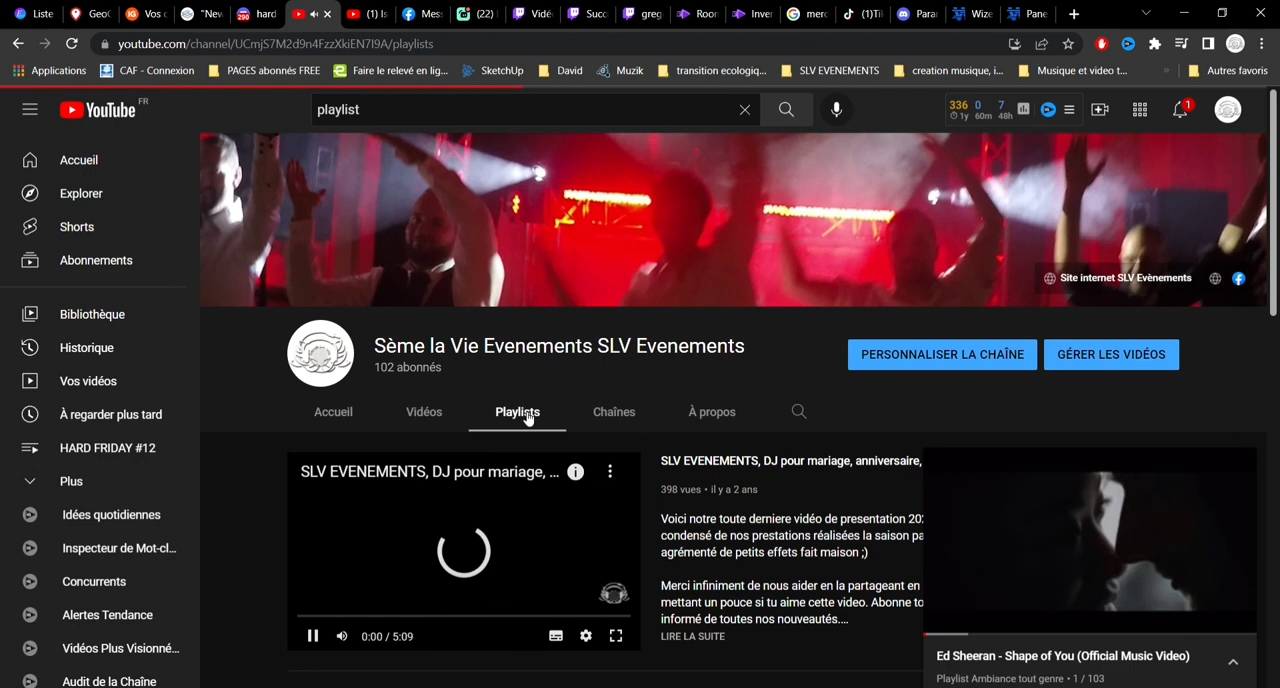 Liste
GeoG
Vos c
"New
290
hard
(1) Is
Mess
(22)
Vidé
Succ
greg
Roor
Inver
merc
(1)Til
Parai
Wize
Pane
youtube.com/channel/UCmjS7M2d9n4FzzXkiEN7I9A/playlists
Applications
CAF - Connexion
PAGES abonnés FREE
Faire le relevé en lig...
SketchUp
David
Muzik
transition ecologiq...
SLV EVENEMENTS
creation musique, i...
Musique et video t...
»
Autres favoris
YouTube FR
playlist
336 0 7
1y 60m 48h
1
Accueil
Explorer
Shorts
Abonnements
Bibliothèque
Historique
Vos vidéos
À regarder plus tard
HARD FRIDAY #12
Plus
Idées quotidiennes
Inspecteur de Mot-cl...
Concurrents
Alertes Tendance
Vidéos Plus Visionné...
Audit de la Chaîne
Site internet SLV Evènements
Sème la Vie Evenements SLV Evenements
102 abonnés
PERSONNALISER LA CHAÎNE
GÉRER LES VIDÉOS
Accueil
Vidéos
Playlists
Chaînes
À propos
SLV EVENEMENTS, DJ pour mariage, ...
0:00 / 5:09
SLV EVENEMENTS, DJ pour mariage, anniversaire,
398 vues • il y a 2 ans
Voici notre toute derniere vidéo de presentation 202
condensé de nos prestations réalisées la saison pa
agrémenté de petits effets fait maison ;)
Merci infiniment de nous aider en la partageant en
mettant un pouce si tu aime cette video. Abonne to
informé de toutes nos nouveautés....
LIRE LA SUITE
Ed Sheeran - Shape of You (Official Music Video)
Playlist Ambiance tout genre • 1 / 103